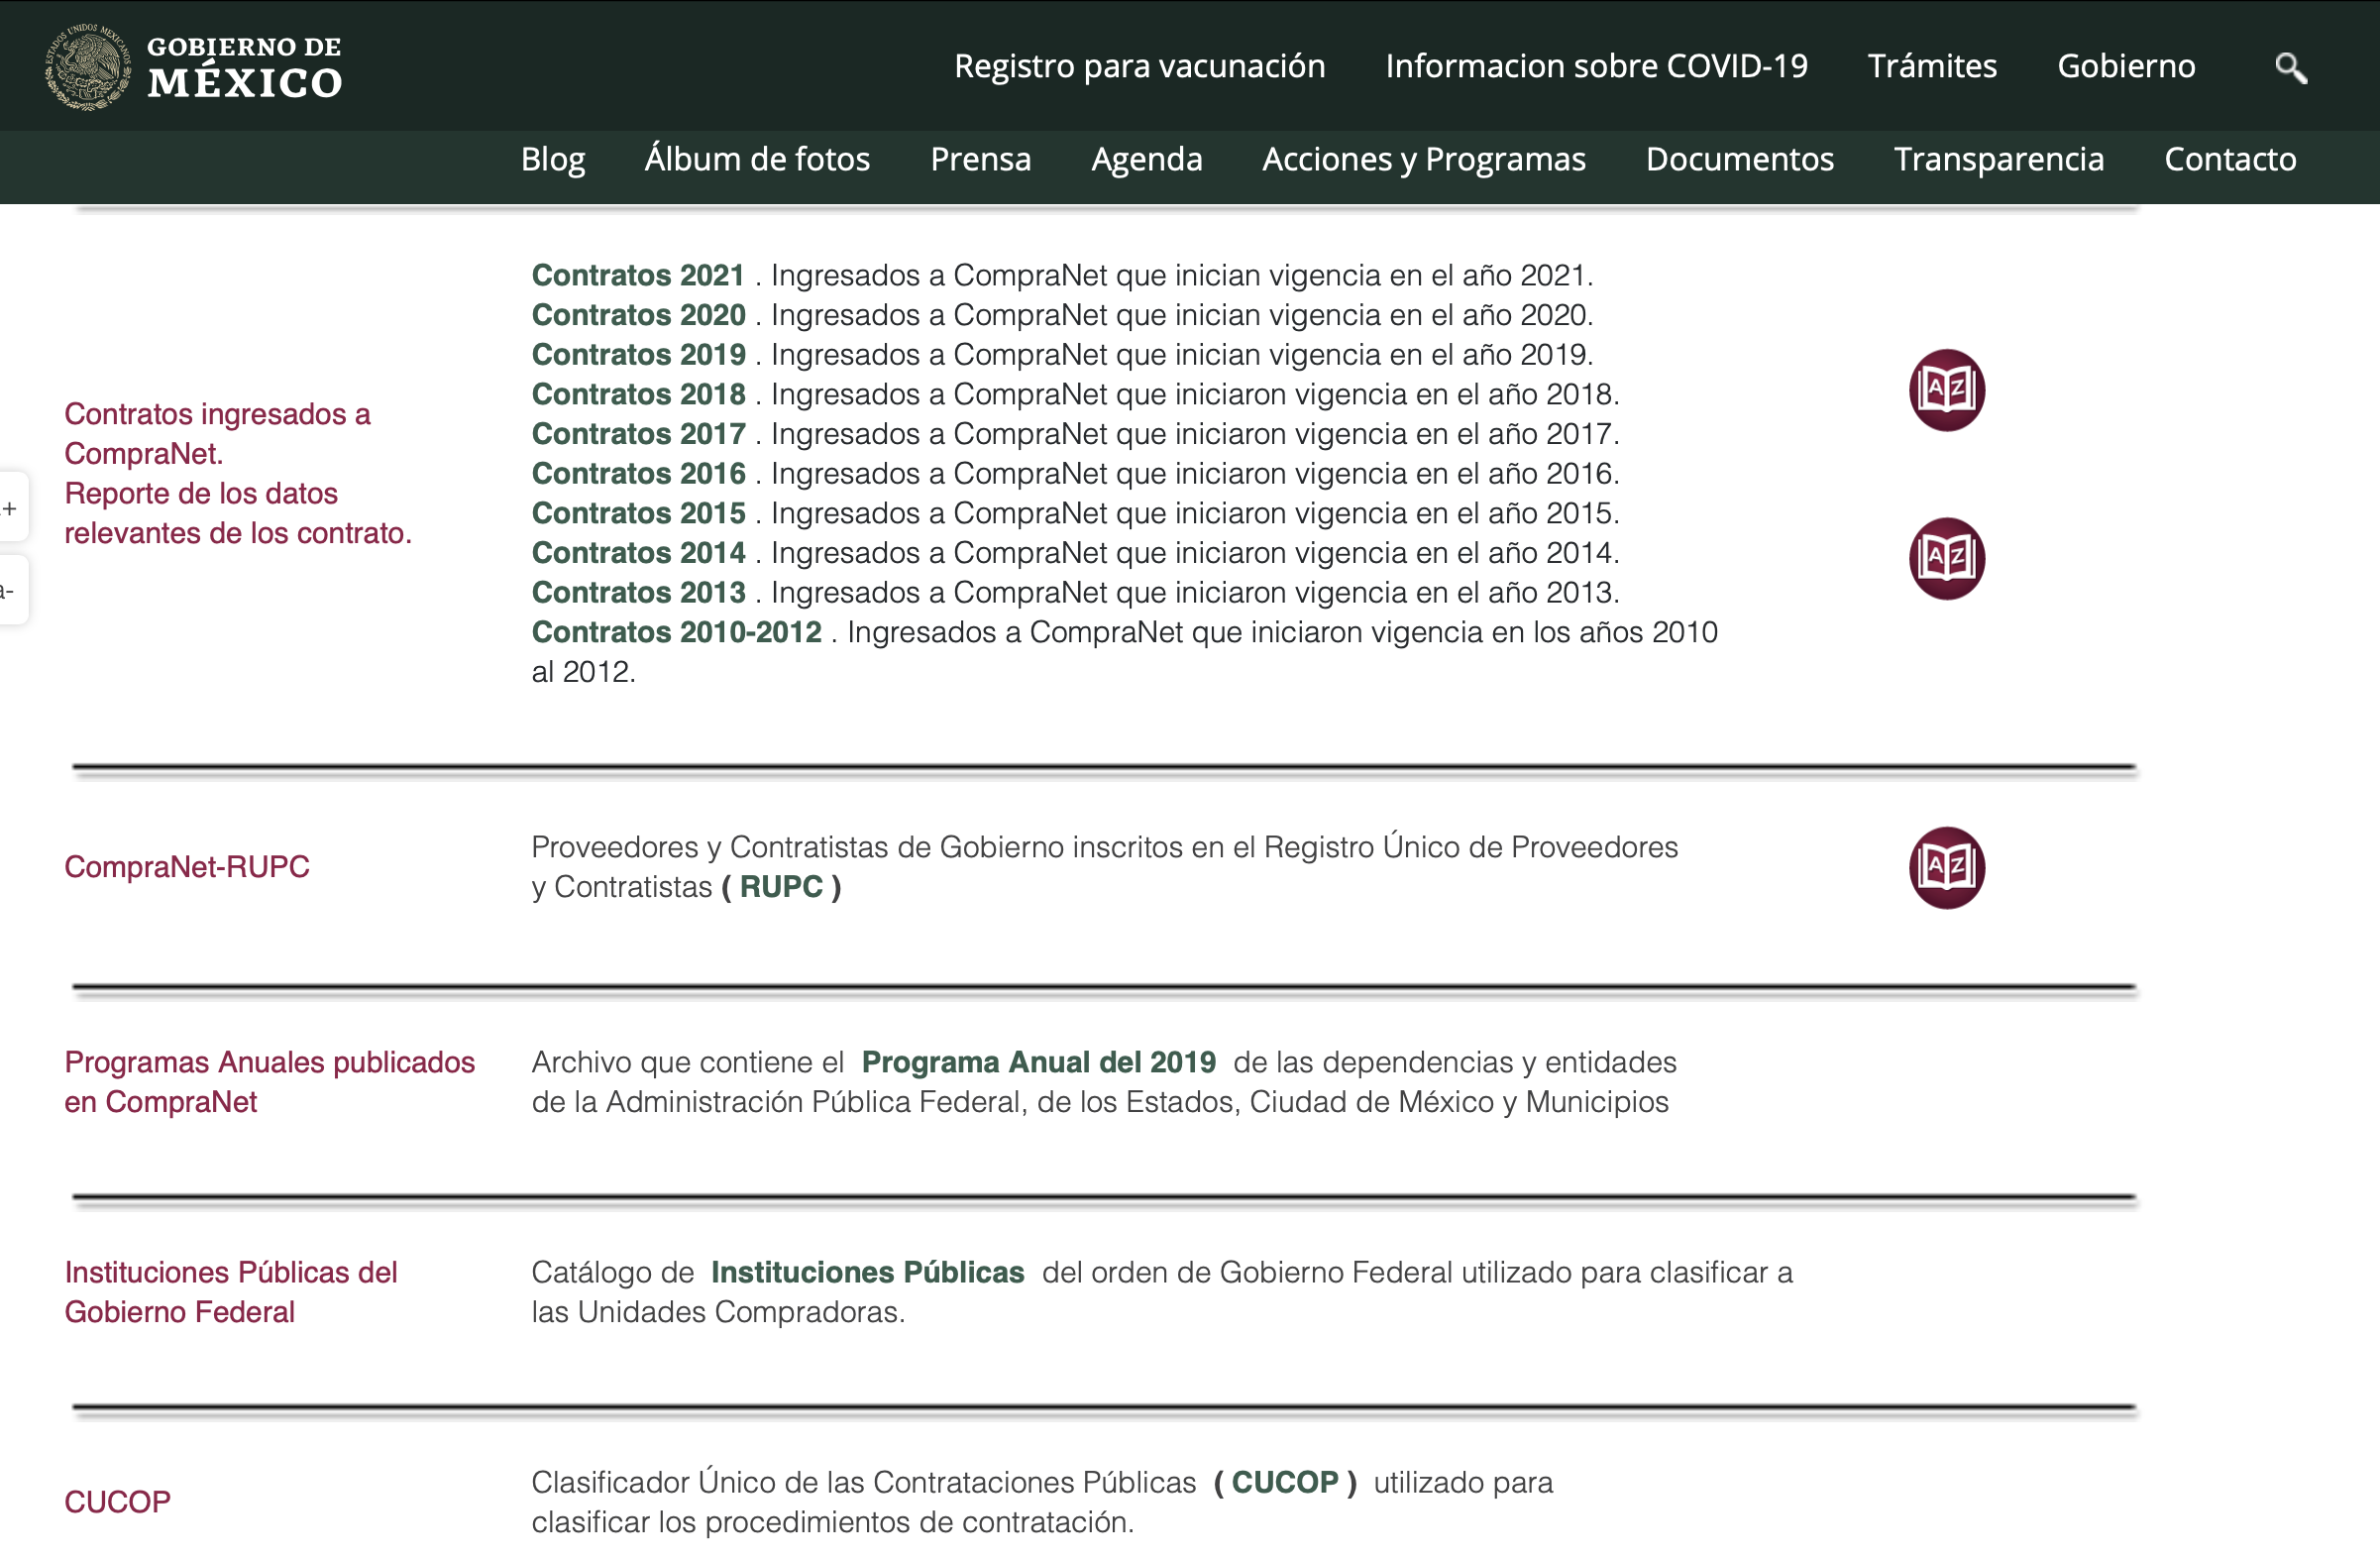 GOBIERNO DE
MÉXICO
Registro para vacunación Informacion sobre COVID-19 Trámites Gobierno
Blog Álbum de fotos Prensa Agenda Acciones y Programas Documentos Transparencia Contacto
Contratos ingresados a
CompraNet.
Reporte de los datos
relevantes de los contrato.
Contratos 2021 . Ingresados a CompraNet que inician vigencia en el año 2021.
Contratos 2020 . Ingresados a CompraNet que inician vigencia en el año 2020.
Contratos 2019 . Ingresados a CompraNet que inician vigencia en el año 2019.
Contratos 2018 . Ingresados a CompraNet que iniciaron vigencia en el año 2018.
Contratos 2017 . Ingresados a CompraNet que iniciaron vigencia en el año 2017.
Contratos 2016 . Ingresados a CompraNet que iniciaron vigencia en el año 2016.
Contratos 2015 . Ingresados a CompraNet que iniciaron vigencia en el año 2015.
Contratos 2014 . Ingresados a CompraNet que iniciaron vigencia en el año 2014.
Contratos 2013 . Ingresados a CompraNet que iniciaron vigencia en el año 2013.
Contratos 2010-2012 . Ingresados a CompraNet que iniciaron vigencia en los años 2010
al 2012.
AZ
AZ
+
a-
CompraNet-RUPC
Proveedores y Contratistas de Gobierno inscritos en el Registro Único de Proveedores
y Contratistas ( RUPC )
AZ
Programas Anuales publicados
en CompraNet
Archivo que contiene el Programa Anual del 2019 de las dependencias y entidades
de la Administración Pública Federal, de los Estados, Ciudad de México y Municipios
Instituciones Públicas del
Gobierno Federal
Catálogo de Instituciones Públicas del orden de Gobierno Federal utilizado para clasificar a
las Unidades Compradoras.
CUCOP
Clasificador Único de las Contrataciones Públicas ( CUCOP ) utilizado para
clasificar los procedimientos de contratación.